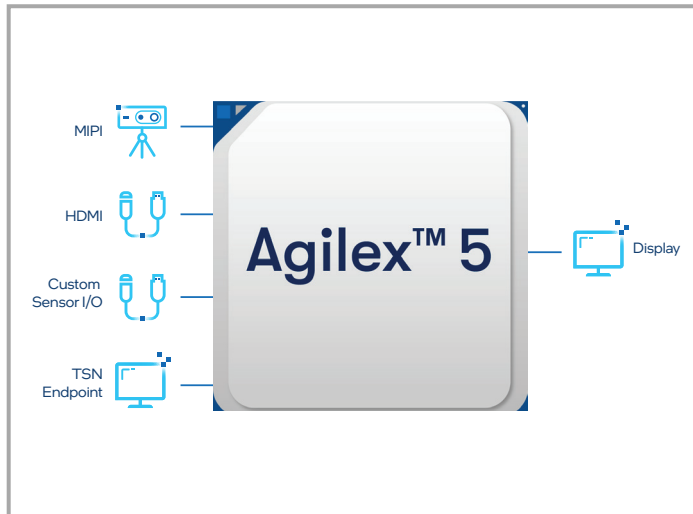 MIPI
HDMI
Custom
Sensor I/O
TSN
Endpoint
Agilex™ 5
Display